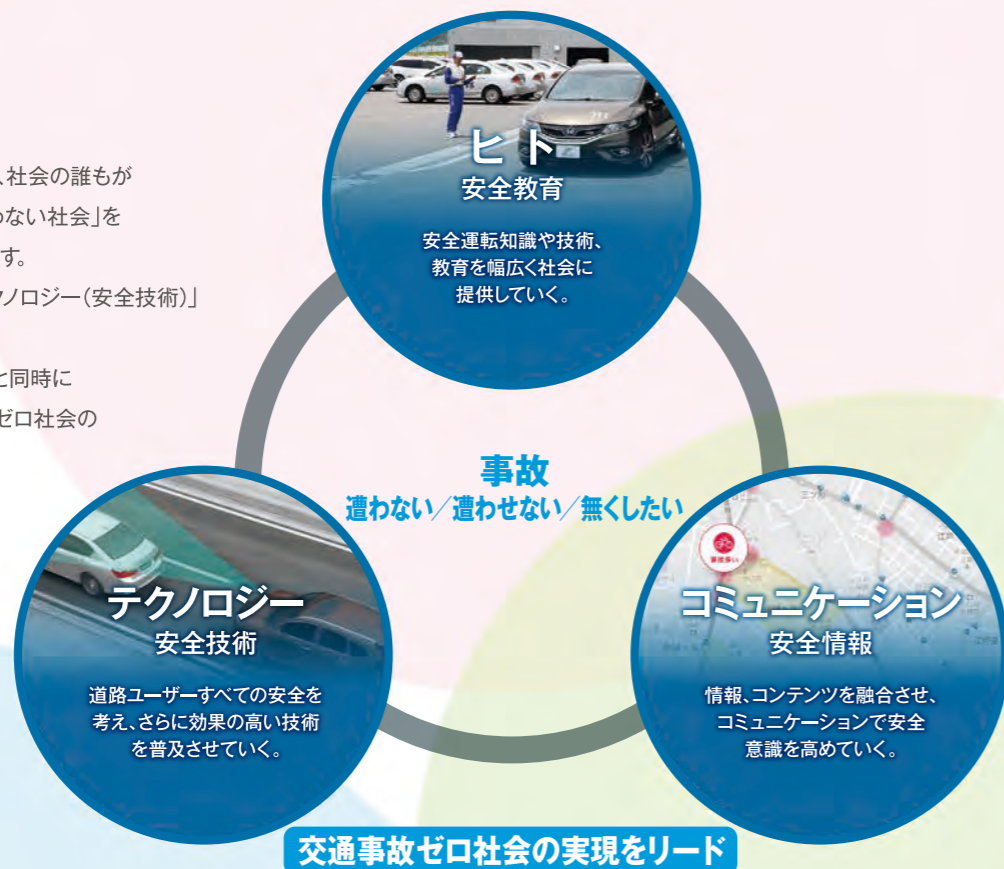 、社会の誰もが
わない社会」を
す。
クノロジー(安全技術)」
と同時に
ゼロ社会の
ヒト
安全教育
安全運転知識や技術、
教育を幅広く社会に
提供していく。
事故
遭わない/遭わせない/無くしたい
テクノロジー
安全技術
道路ユーザーすべての安全を
考え、さらに効果の高い技術
を普及させていく。
コミュニケーション
安全情報
情報、コンテンツを融合させ、
コミュニケーションで安全
意識を高めていく。
交通事故ゼロ社会の実現をリード